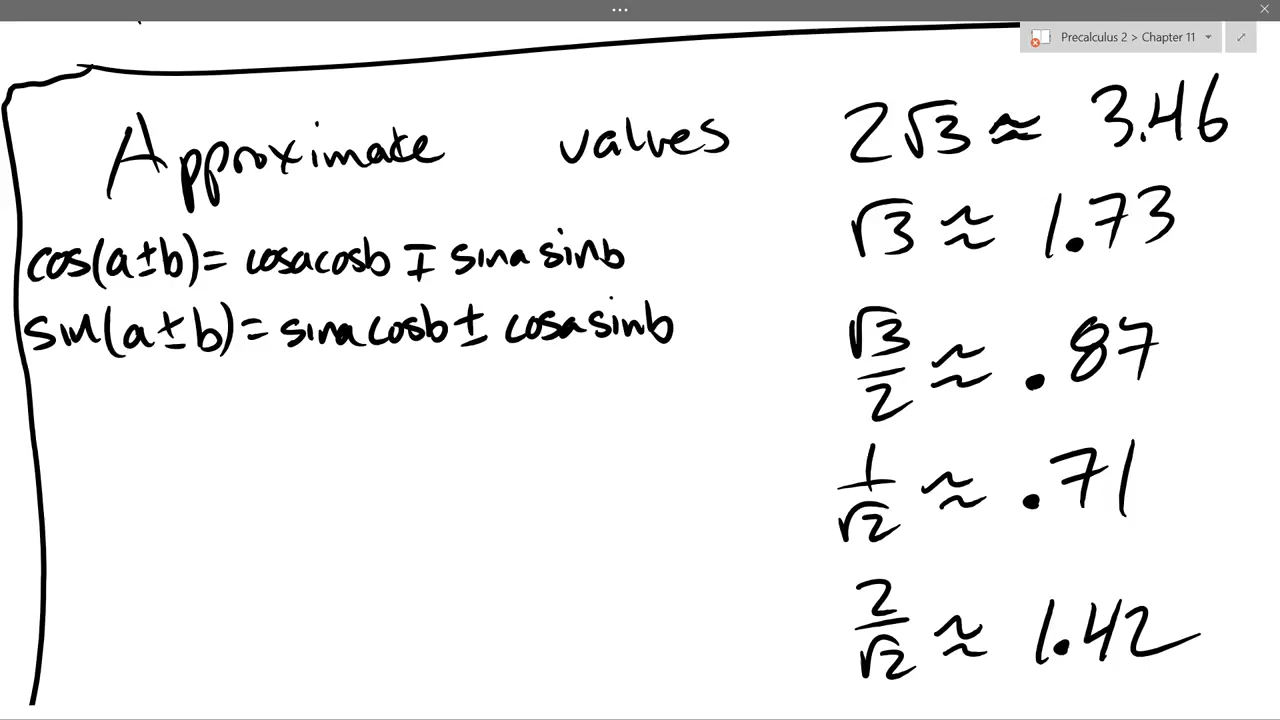 Precalculus 2 > Chapter 11
Approximate values
cos(a±b)= cosacosb ∓ sina sinb
sin(a±b)= sinacosb ± cosasinb
2√3 ≈ 3.46
√3 ≈ 1.73
√3/2 ≈ .87
1/√2 ≈ .71
2/√2 ≈ 1.42